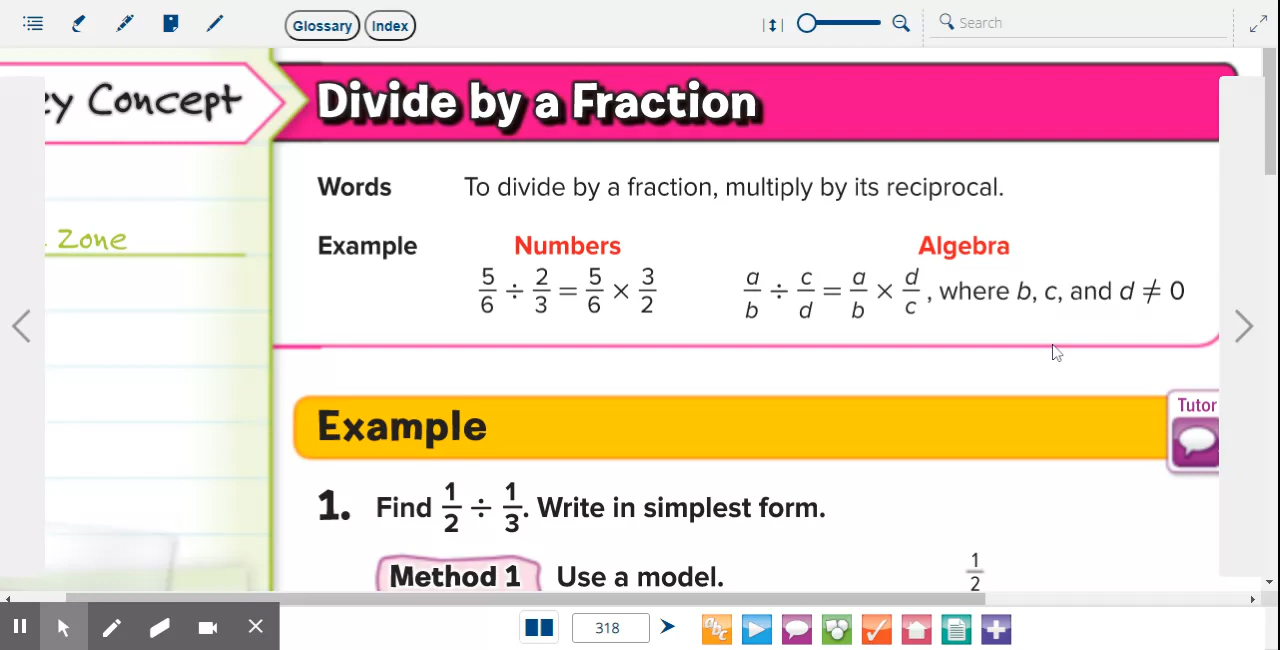 Glossary Index Search
ey Concept Divide by a Fraction
Words To divide by a fraction, multiply by its reciprocal.
Zone
Example Numbers Algebra
5/6 ÷ 2/3 = 5/6 × 3/2 a/b ÷ c/d = a/b × d/c, where b, c, and d ≠ 0
Tutor
Example
1. Find 1/2 ÷ 1/3. Write in simplest form.
Method 1 Use a model. 1/2
318
abc